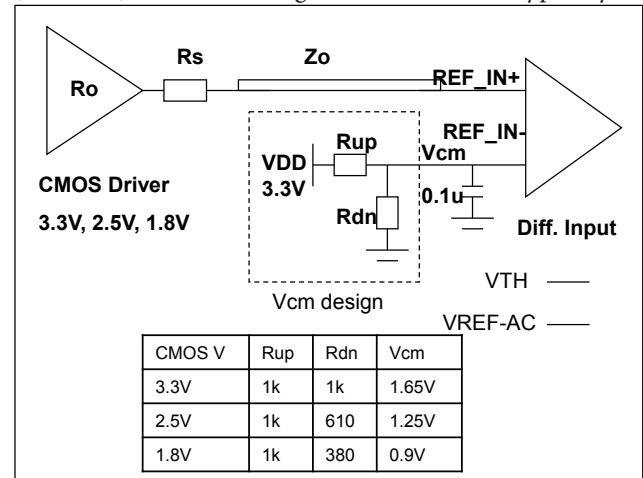 Rs
Zo
Ro
REF_IN+
REF_IN-
Rup
Vcm
VDD
3.3V
0.1u
Rdn
CMOS Driver
3.3V, 2.5V, 1.8V
Diff. Input
Vcm design
VTH
VREF-AC
CMOS V Rup Rdn Vcm
3.3V 1k 1k 1.65V
2.5V 1k 610 1.25V
1.8V 1k 380 0.9V